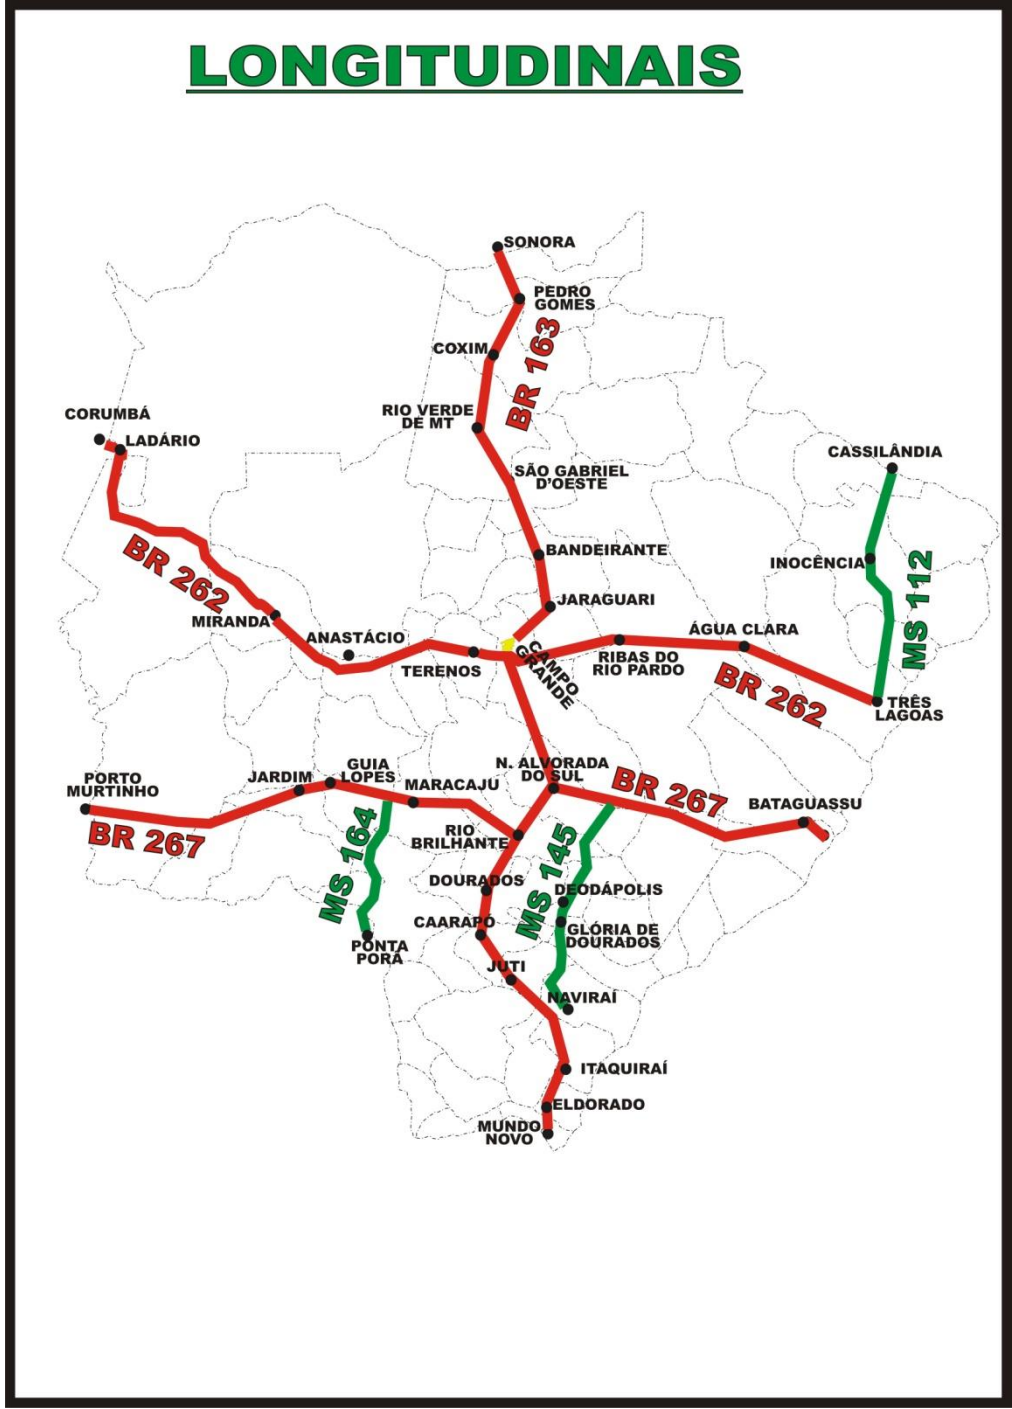 LONGITUDINAIS
SONORA
PEDRO
GOMES
BR 163
COXIM
CORUMBÁ
LADÁRIO
RIO VERDE
DE MT
SÃO GABRIEL
D'OESTE
CASSILÂNDIA
BR 262
BANDEIRANTE
INOCÊNCIA
MS 112
JARAGUARI
MIRANDA
ANASTÁCIO
TERENOS
CAMPO
GRANDE
RIBAS DO
RIO PARDO
ÁGUA CLARA
BR 262
TRÊS
LAGOAS
PORTO
MURTINHO
BR 267
JARDIM
GUIA
LOPES
MARACAJU
N. ALVORADA
DO SUL
BR 267
BATAGUASSU
MS 164
RIO
BRILHANTE
MS 145
DOURADOS
DEODÁPOLIS
CAARAPÓ
GLÓRIA DE
DOURADOS
PONTA
PORÃ
JUTI
NAVIRAÍ
ITAQUIRAÍ
ELDORADO
MUNDO
NOVO